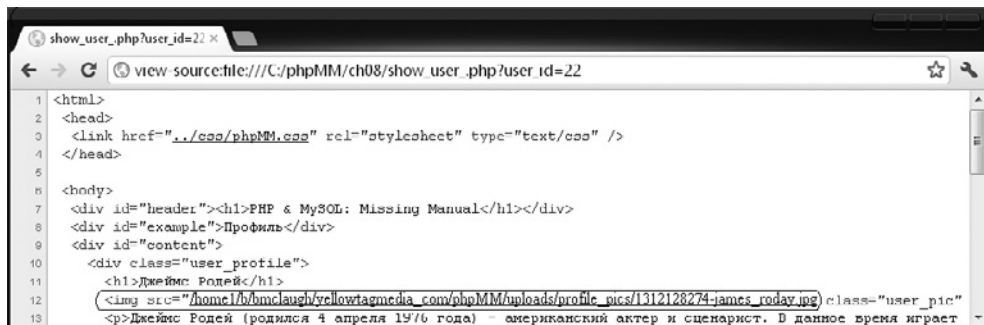 show_user_.php?user_id=22 ×
view-source:file:///C:/phpMM/ch08/show_user_.php?user_id=22
1 <html>
2 <head>
3 <link href="../css/phpMM.css" rel="stylesheet" type="text/css" />
4 </head>
5
6 <body>
7 <div id="header"><h1>PHP & MySQL: Missing Manual</h1></div>
8 <div id="example">Профиль</div>
9 <div id="content">
10 <div class="user_profile">
11 <h1>Джеймс Родей</h1>
12 <img src="/home1/b/bmclaugh/yellowtagmedia_com/phpMM/uploads/profile_pics/1312128274-james_roday.jpg) class="user_pic"
13 <p>Джеймс Родей (родился 4 апреля 1976 года) - американский актер и сценарист. В данное время играет